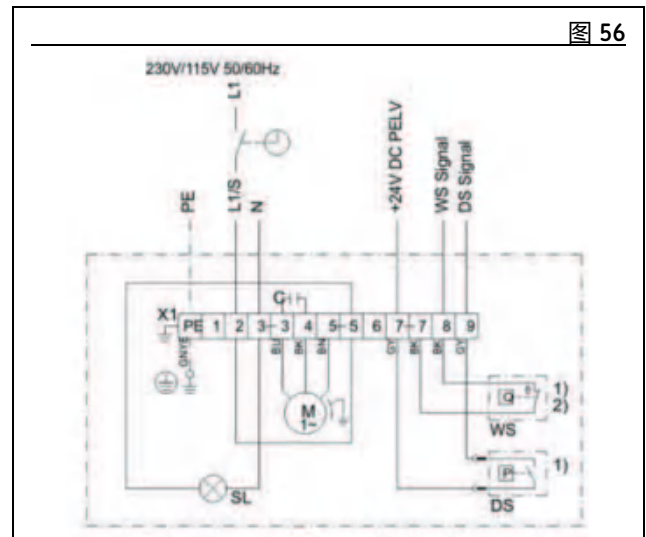 图 56
230V/115V 50/60Hz
L1
PE
L1/S
N
+24V DC PELV
WS Signal
DS Signal
C
X1
PE 1 2 3 3 4 5 5 6 7 7 8 9
GNYE
BU
BK
BN
GY
BK
BK
GY
M
1~
Q
1)
2)
WS
P
1)
DS
SL